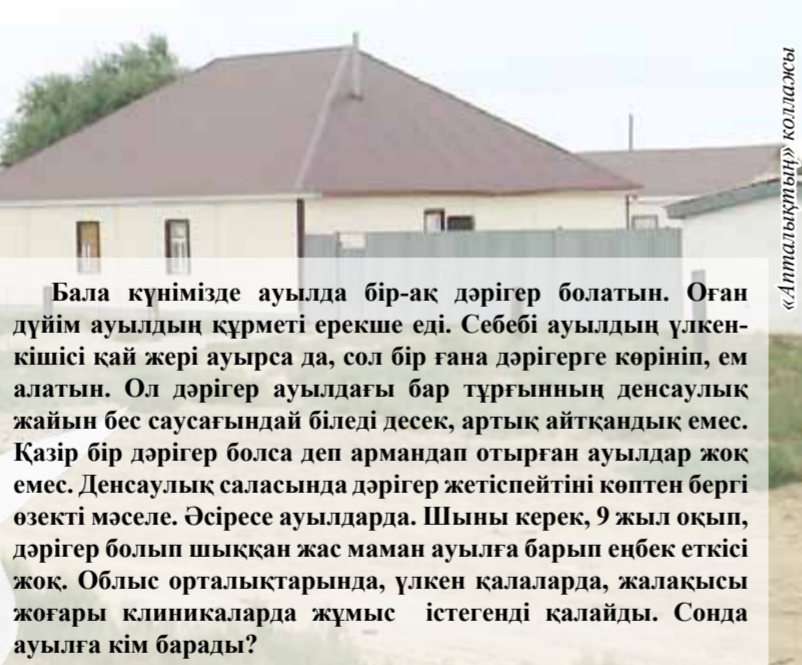 «Апталықтың» коллажы
Бала күнімізде ауылда бір-ақ дәрігер болатын. Оған
дүйім ауылдың құрметі ерекше еді. Себебі ауылдың үлкен-
кішісі қай жері ауырса да, сол бір ғана дәрігерге көрініп, ем
алатын. Ол дәрігер ауылдағы бар тұрғынның денсаулық
жайын бес саусағындай біледі десек, артық айтқандық емес.
Қазір бір дәрігер болса деп армандап отырған ауылдар жоқ
емес. Денсаулық саласында дәрігер жетіспейтіні көптен бергі
өзекті мәселе. Әсіресе ауылдарда. Шыны керек, 9 жыл оқып,
дәрігер болып шыққан жас маман ауылға барып еңбек еткісі
жоқ. Облыс орталықтарында, үлкен қалаларда, жалақысы
жоғары клиникаларда жұмыс істегенді қалайды. Сонда
ауылға кім барады?